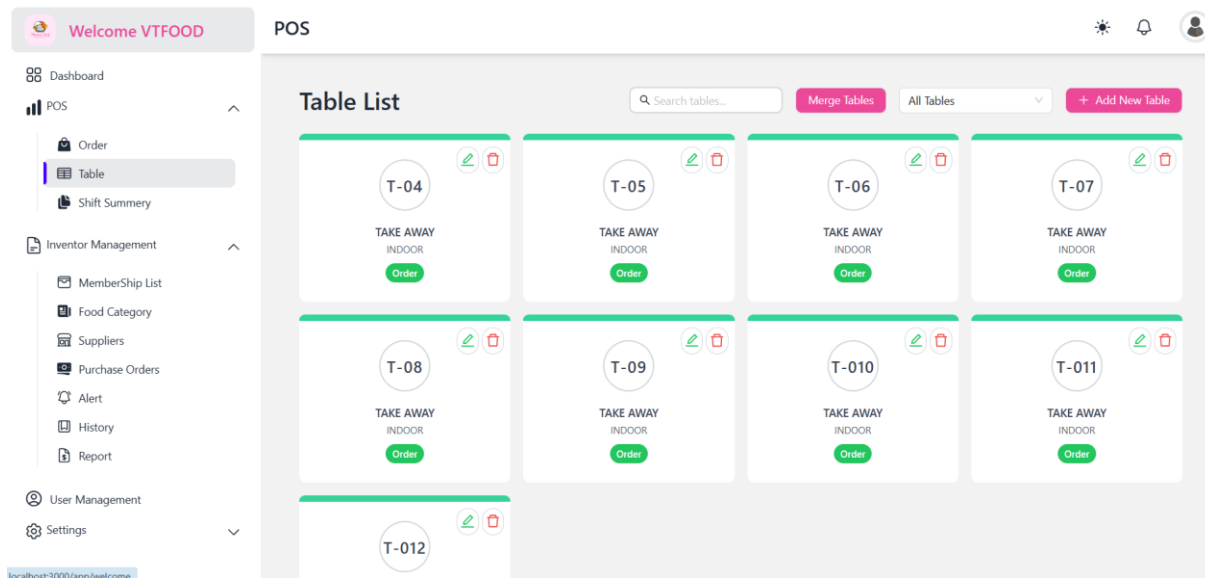 Welcome VTFOOD
POS
Dashboard
POS
Order
Table
Shift Summery
Inventor Management
MemberShip List
Food Category
Suppliers
Purchase Orders
Alert
History
Report
User Management
Settings
localhost:3000/app/welcome
Table List
Search tables...
Merge Tables
All Tables
+ Add New Table
T-04
TAKE AWAY
INDOOR
Order
T-05
TAKE AWAY
INDOOR
Order
T-06
TAKE AWAY
INDOOR
Order
T-07
TAKE AWAY
INDOOR
Order
T-08
TAKE AWAY
INDOOR
Order
T-09
TAKE AWAY
INDOOR
Order
T-010
TAKE AWAY
INDOOR
Order
T-011
TAKE AWAY
INDOOR
Order
T-012